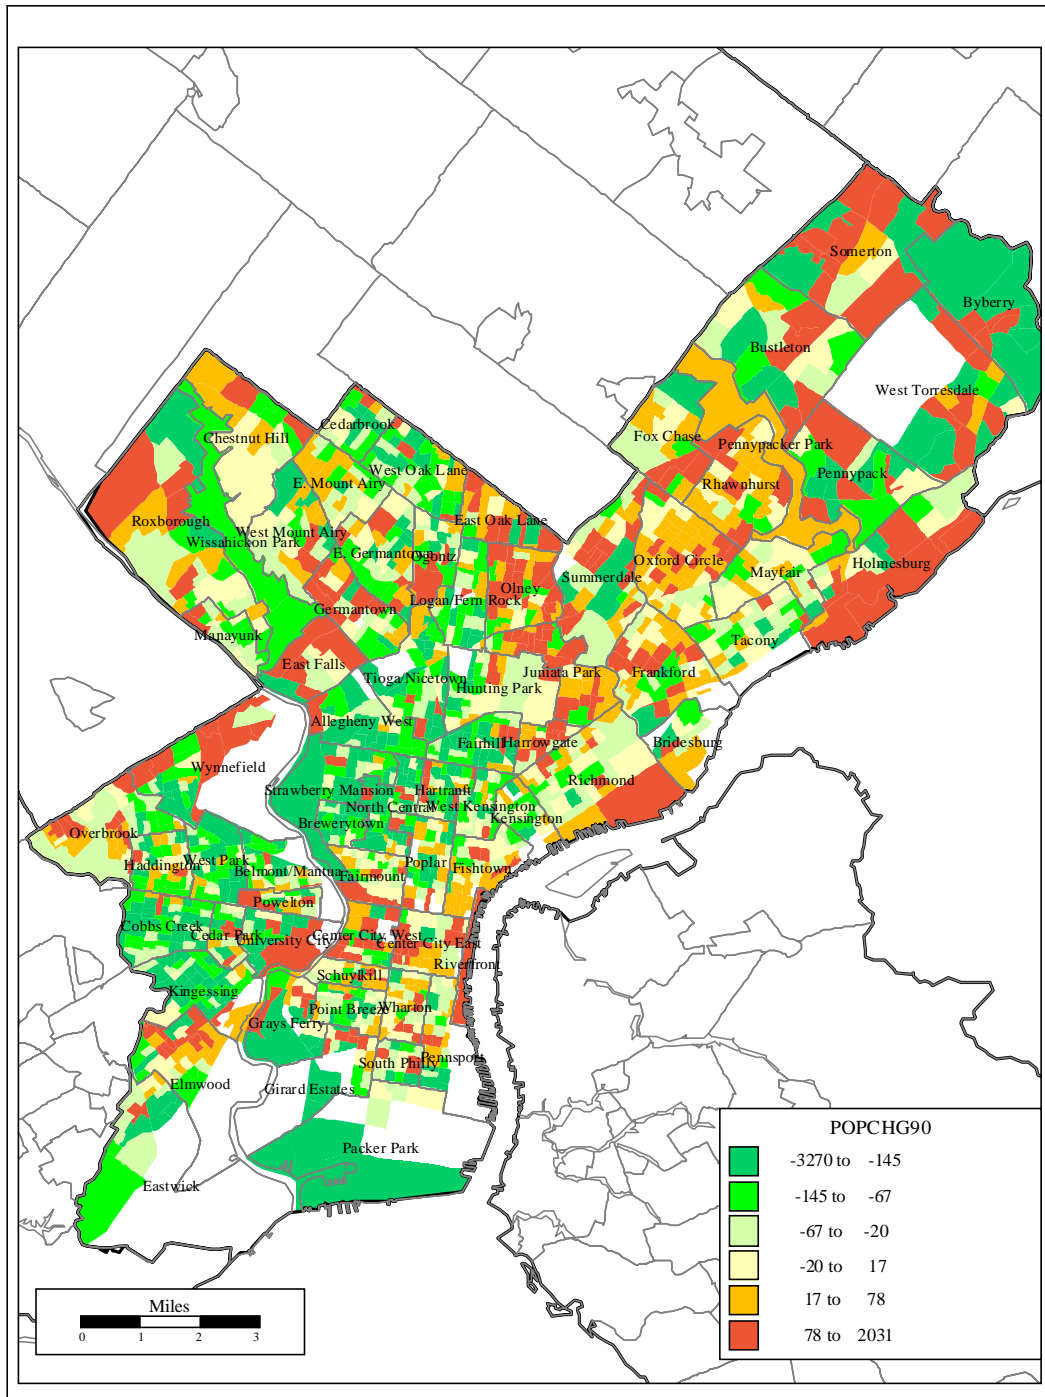 Somerton
Byberry
Bustleton
West Torresdale
Chestnut Hill
Cedarbrook
Fox Chase
Pennypacker Park
West Oak Lane
E. Mount Airy
Rhawnhurst
Pennypack
Roxborough
West Mount Airy
East Oak Lane
Wissahickon Park
E. Germantown
Ogontz
Oxford Circle
Holmesburg
Summerdale
Mayfair
Olney
Logan/Fern Rock
Germantown
Manayunk
Tacony
East Falls
Tioga/Nicetown
Juniata Park
Frankford
Hunting Park
Allegheny West
Fairhill
Harrowgate
Bridesburg
Wynnefield
Richmond
Strawberry Mansion
Hartranft
North Central
West Kensington
Kensington
Brewerytown
Overbrook
Haddington
West Park
Belmont/Mantua
Poplar
Fishtown
Fairmount
Powelton
Cobbs Creek
Cedar Park
University City
Center City West
Center City East
Riverfront
Schuylkill
Kingessing
Point Breeze
Wharton
Grays Ferry
Pennsport
South Philly
Elmwood
Girard Estates
Packer Park
Eastwick
POPCHG90
-3270 to -145
-145 to -67
-67 to -20
-20 to 17
17 to 78
78 to 2031
Miles
0 1 2 3